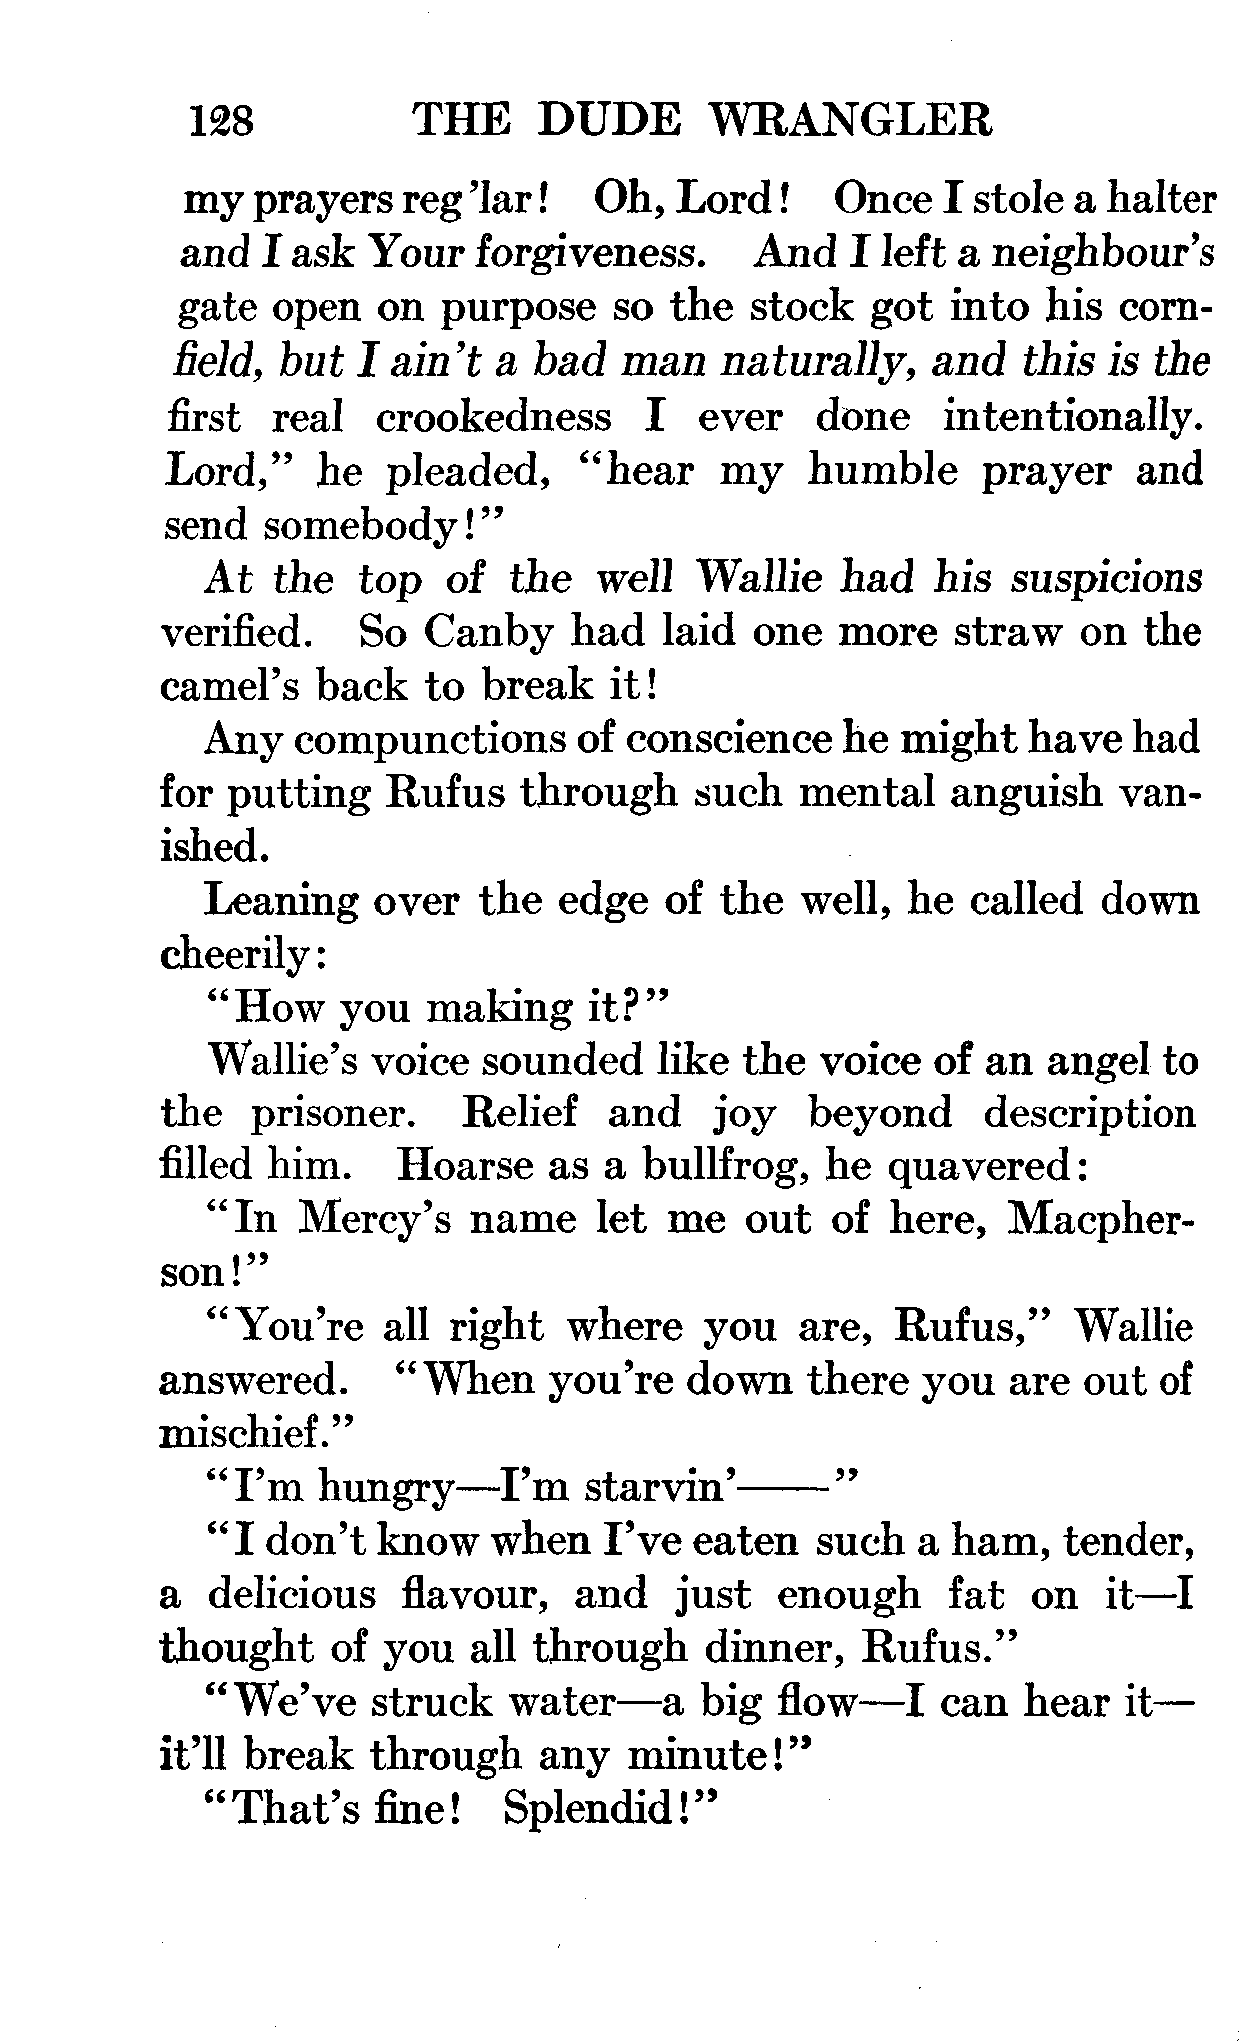 128 THE DUDE WRANGLER
my prayers reg'lar! Oh, Lord! Once I stole a halter
and I ask Your forgiveness. And I left a neighbour's
gate open on purpose so the stock got into his corn-
field, but I ain't a bad man naturally, and this is the
first real crookedness I ever done intentionally.
Lord," he pleaded, "hear my humble prayer and
send somebody!"
At the top of the well Wallie had his suspicions
verified. So Canby had laid one more straw on the
camel's back to break it!
Any compunctions of conscience he might have had
for putting Rufus through such mental anguish van-
ished.
Leaning over the edge of the well, he called down
cheerily:
"How you making it?"
Wallie's voice sounded like the voice of an angel to
the prisoner. Relief and joy beyond description
filled him. Hoarse as a bullfrog, he quavered:
"In Mercy's name let me out of here, Macpher-
son!"
"You're all right where you are, Rufus," Wallie
answered. "When you're down there you are out of
mischief."
"I'm hungry—I'm starvin'——"
"I don't know when I've eaten such a ham, tender,
a delicious flavour, and just enough fat on it—I
thought of you all through dinner, Rufus."
"We've struck water—a big flow—I can hear it—
it'll break through any minute!"
"That's fine! Splendid!"